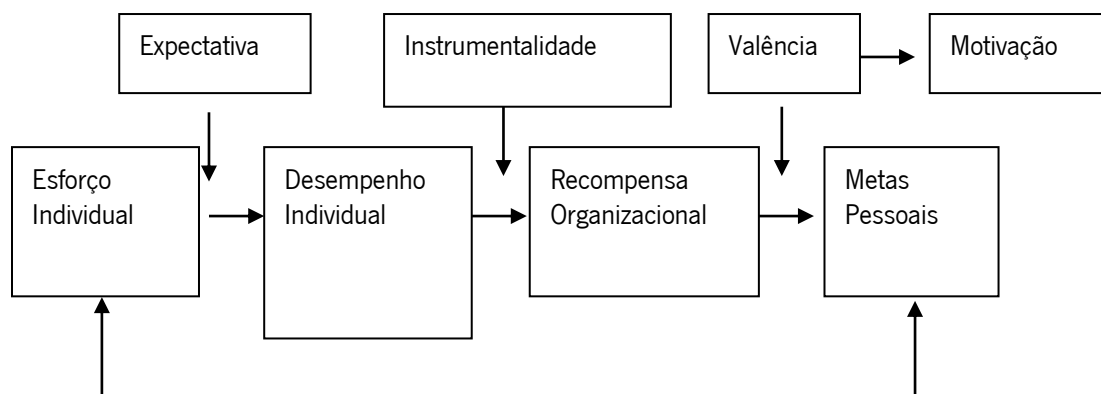 Expectativa
Instrumentalidade
Valência
Motivação
Esforço
Individual
Desempenho
Individual
Recompensa
Organizacional
Metas
Pessoais